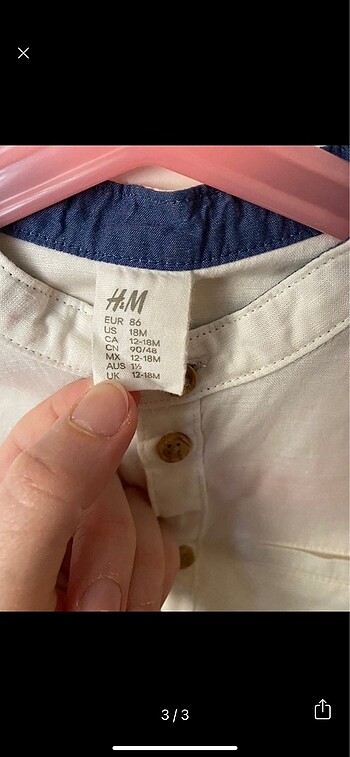 H&M
EUR 86
US 18M
CA 12-18M
CN 90/48
MX 12-18M
AUS 1½
UK 12-18M
3/3